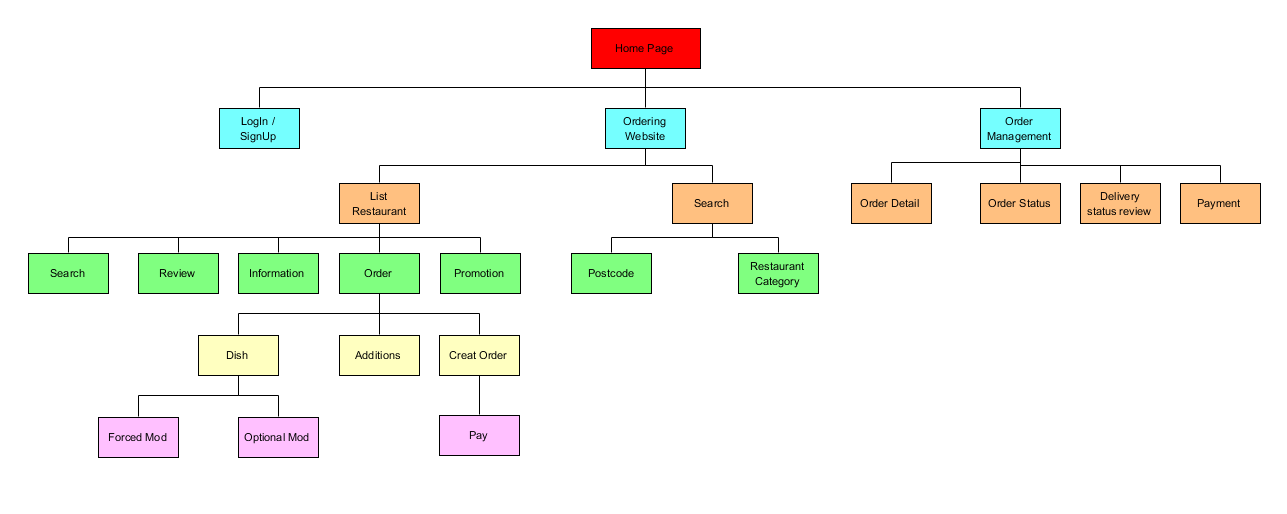 Home Page
LogIn /
SignUp
Ordering
Website
Order
Management
List
Restaurant
Search
Order Detail
Order Status
Delivery
status review
Payment
Search
Review
Information
Order
Promotion
Postcode
Restaurant
Category
Dish
Additions
Creat Order
Forced Mod
Optional Mod
Pay